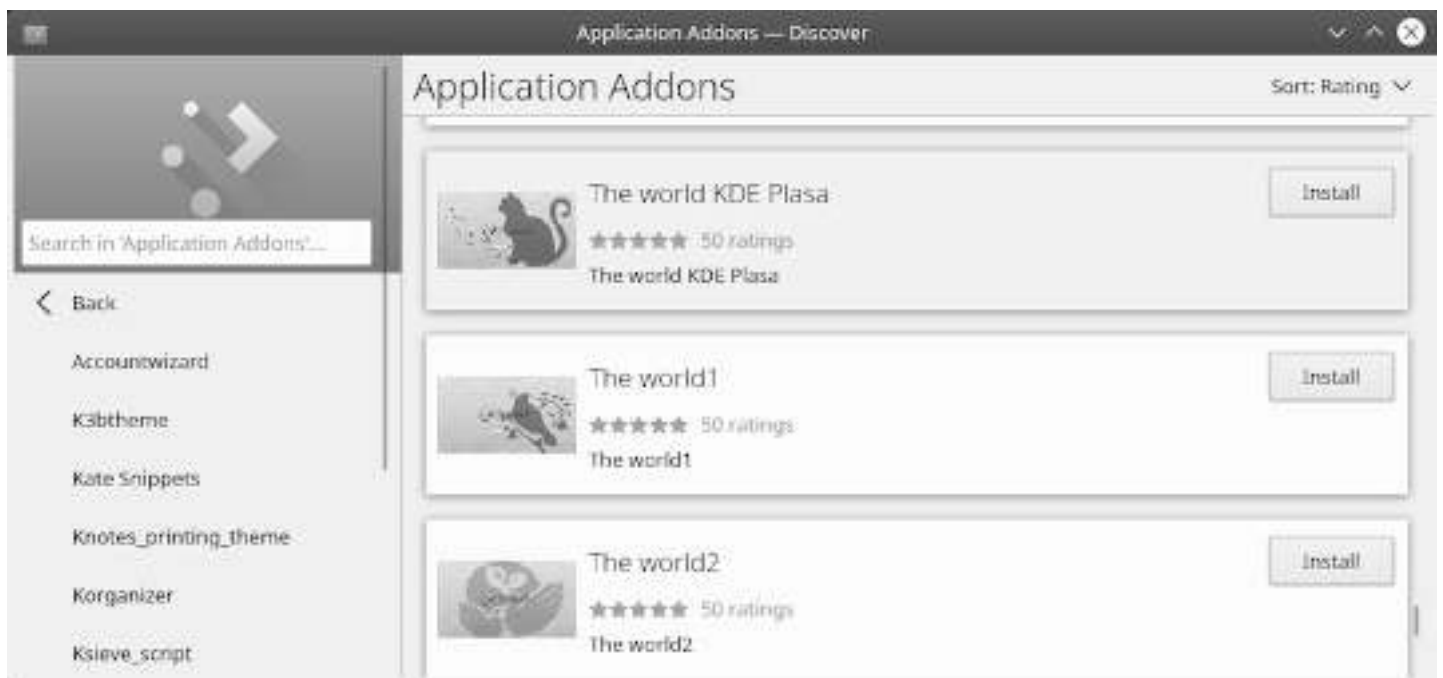 Application Addons — Discover
Search in 'Application Addons'...
Back
Accountwizard
K3btheme
Kate Snippets
Knotes_printing_theme
Korganizer
Ksieve_script
Application Addons
Sort: Rating
The world KDE Plasa
Install
50 ratings
The world KDE Plasa
The world1
Install
50 ratings
The world1
The world2
Install
50 ratings
The world2